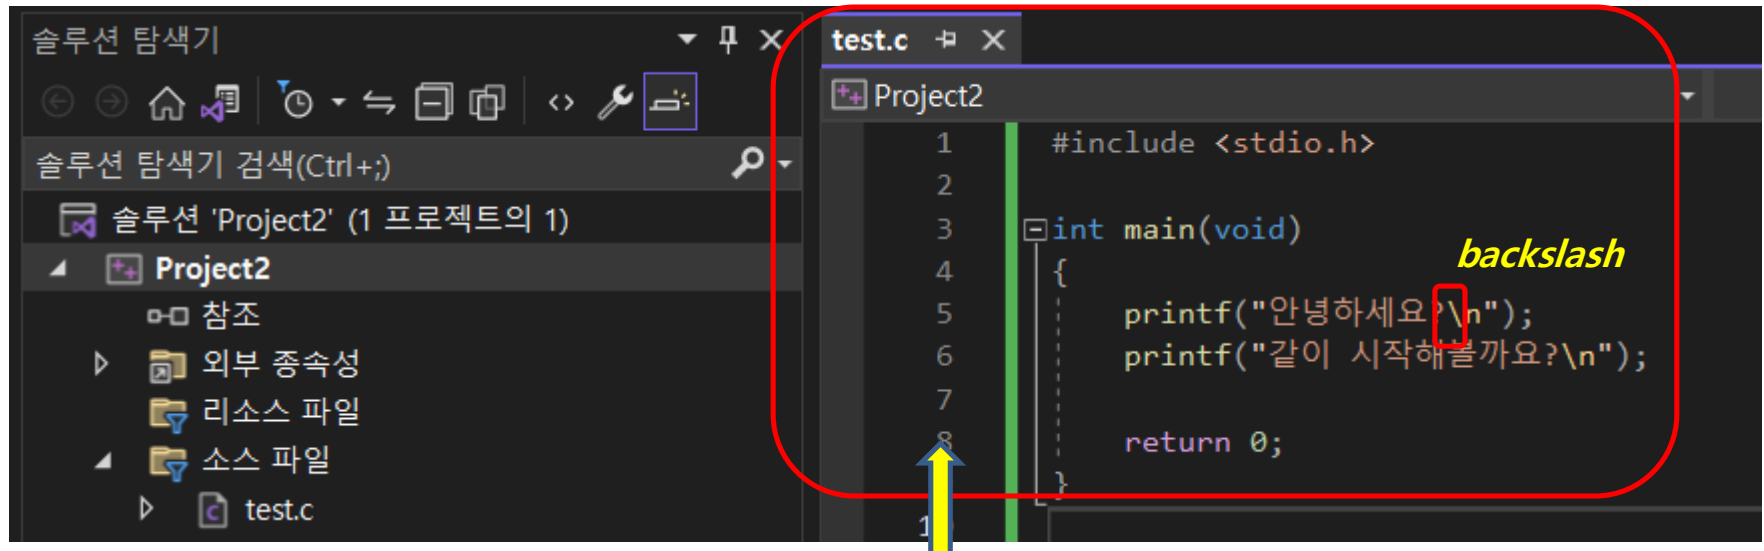 솔루션 탐색기
솔루션 탐색기 검색(Ctrl+;)
솔루션 'Project2' (1 프로젝트의 1)
Project2
참조
외부 종속성
리소스 파일
소스 파일
test.c
test.c
Project2
1 #include <stdio.h>
2
3 int main(void)
backslash
4 {
5 printf("안녕하세요?\n");
6 printf("같이 시작해볼까요?\n");
7
8 return 0;
}